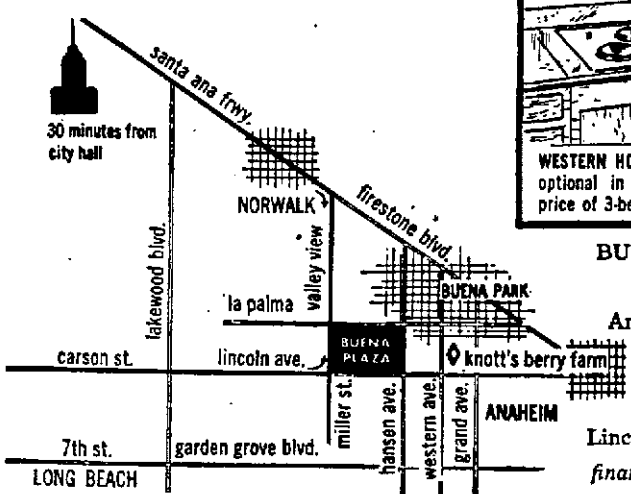 santa ana frwy.
30 minutes from
city hall
NORWALK
firestone blvd.
lakewood blvd.
valley view
BUENA PARK
la palma
BUENA
PLAZA
carson st.
lincoln ave.
knott's berry farm
miller st.
hansen ave.
western ave.
grand ave.
ANAHEIM
7th st.
garden grove blvd.
LONG BEACH
WESTERN HO
optional in
price of 3-be
BU
An
Linc
finan